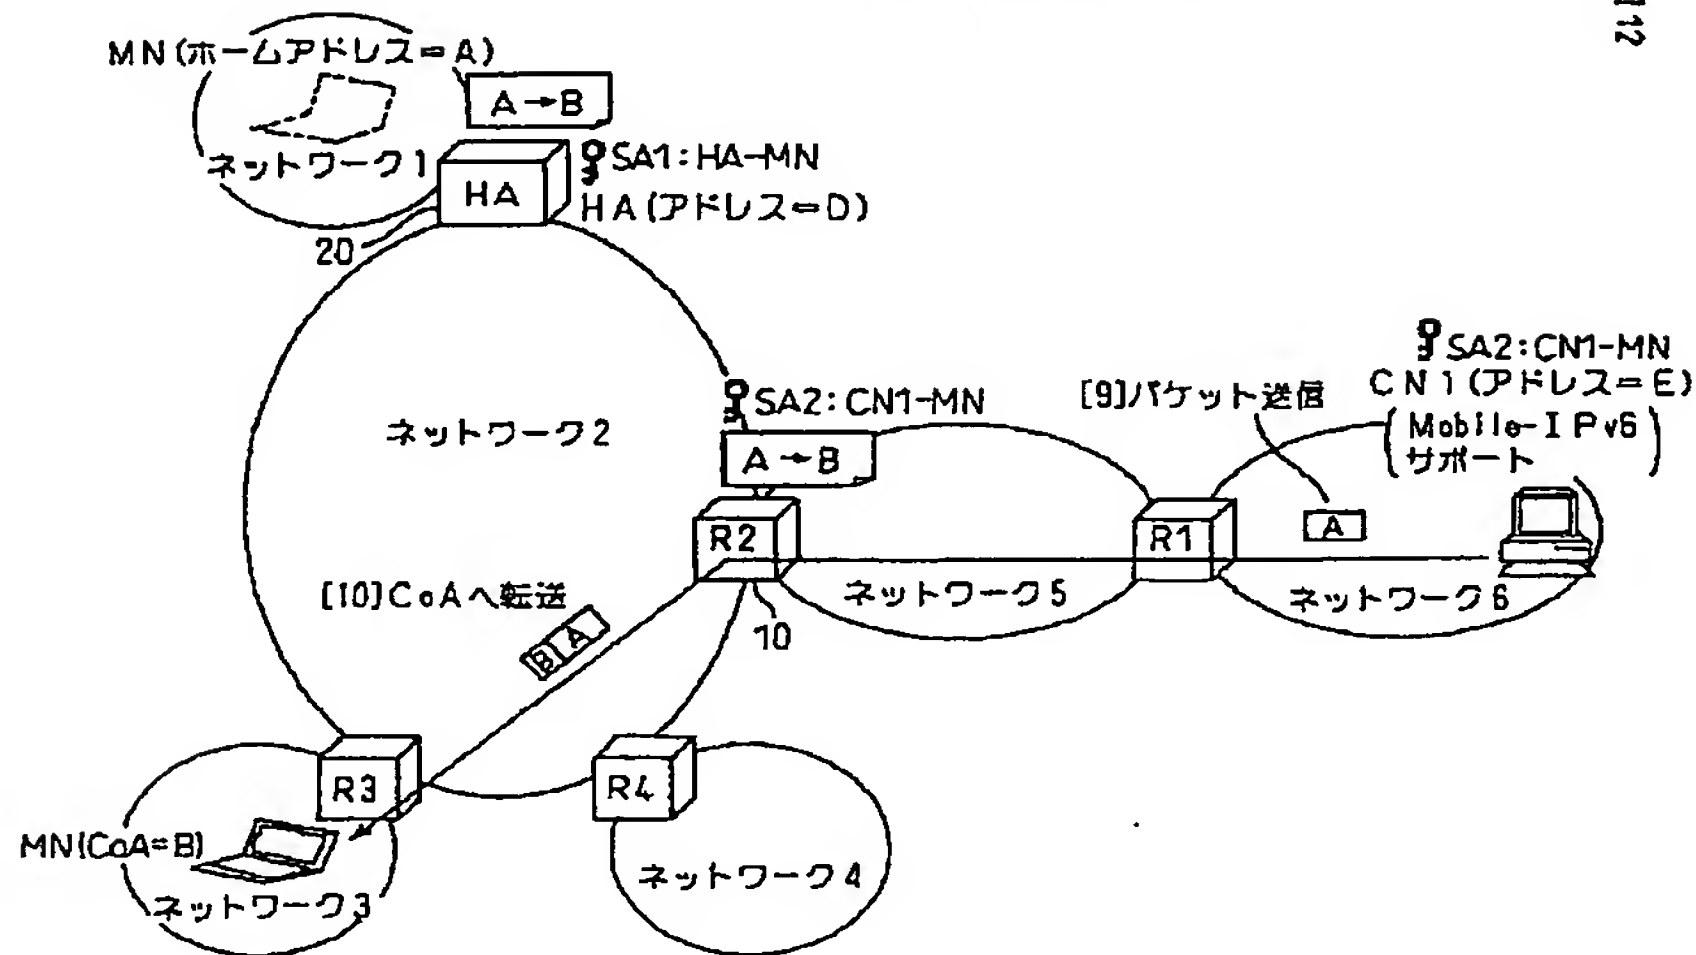 112
MN(ホームアドレス=A)
A→B
ネットワーク1
HA
SA1:HA-MN
HA(アドレス=D)
20
ネットワーク2
SA2:CN1-MN
A→B
R2
10
[9]パケット送信
SA2:CN1-MN
CN1(アドレス=E)
(Mobile-IPv6
サポート)
A
R1
ネットワーク5
ネットワーク6
[10]CoAへ転送
B A
R3
R4
MN(CoA=B)
ネットワーク3
ネットワーク4